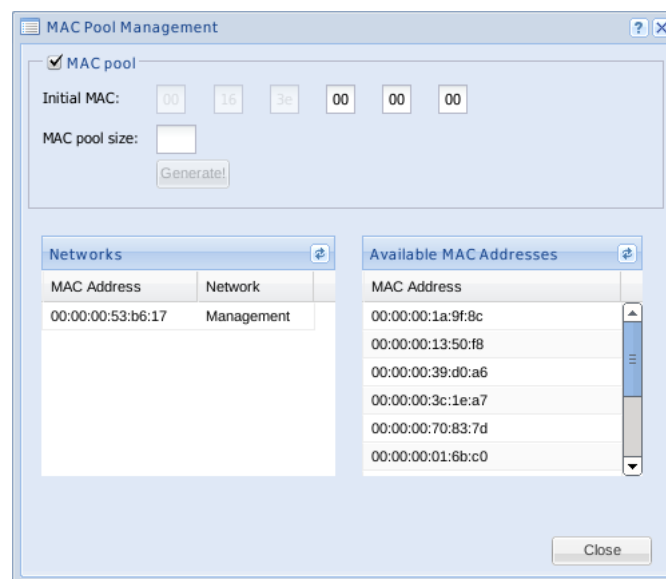 MAC Pool Management
MAC pool
Initial MAC: 00 16 3e 00 00 00
MAC pool size:
Generate!
Networks
MAC Address Network
00:00:00:53:b6:17 Management
Available MAC Addresses
MAC Address
00:00:00:1a:9f:8c
00:00:00:13:50:f8
00:00:00:39:d0:a6
00:00:00:3c:1e:a7
00:00:00:70:83:7d
00:00:00:01:6b:c0
Close